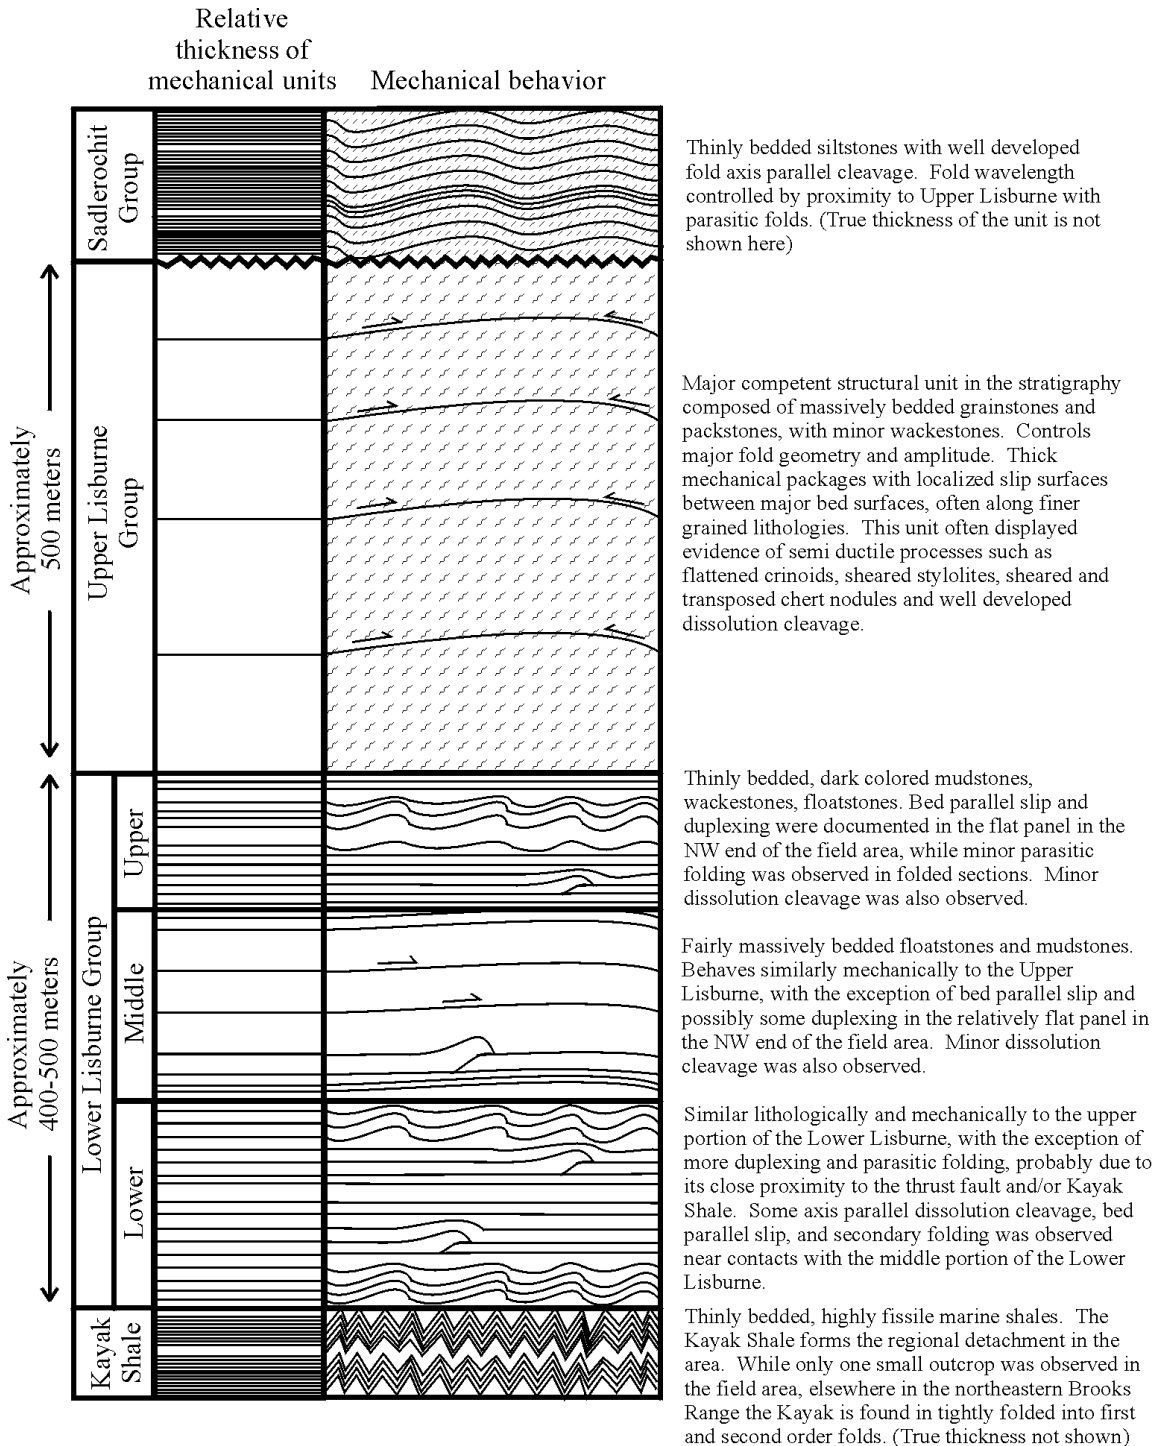 Relative
thickness of
mechanical units
Mechanical behavior
Sadlerochit
Group
Thinly bedded siltstones with well developed
fold axis parallel cleavage. Fold wavelength
controlled by proximity to Upper Lisburne with
parasitic folds. (True thickness of the unit is not
shown here)
Approximately
500 meters
Upper Lisburne
Group
Major competent structural unit in the stratigraphy
composed of massively bedded grainstones and
packstones, with minor wackestones. Controls
major fold geometry and amplitude. Thick
mechanical packages with localized slip surfaces
between major bed surfaces, often along finer
grained lithologies. This unit often displayed
evidence of semi ductile processes such as
flattened crinoids, sheared stylolites, sheared and
transposed chert nodules and well developed
dissolution cleavage.
Approximately
400-500 meters
Lower Lisburne Group
Upper
Thinly bedded, dark colored mudstones,
wackestones, floatstones. Bed parallel slip and
duplexing were documented in the flat panel in the
NW end of the field area, while minor parasitic
folding was observed in folded sections. Minor
dissolution cleavage was also observed.
Middle
Fairly massively bedded floatstones and mudstones.
Behaves similarly mechanically to the Upper
Lisburne, with the exception of bed parallel slip and
possibly some duplexing in the relatively flat panel in
the NW end of the field area. Minor dissolution
cleavage was also observed.
Lower
Similar lithologically and mechanically to the upper
portion of the Lower Lisburne, with the exception of
more duplexing and parasitic folding, probably due to
its close proximity to the thrust fault and/or Kayak
Shale. Some axis parallel dissolution cleavage, bed
parallel slip, and secondary folding was observed
near contacts with the middle portion of the Lower
Lisburne.
Kayak
Shale
Thinly bedded, highly fissile marine shales. The
Kayak Shale forms the regional detachment in the
area. While only one small outcrop was observed in
the field area, elsewhere in the northeastern Brooks
Range the Kayak is found in tightly folded into first
and second order folds. (True thickness not shown)